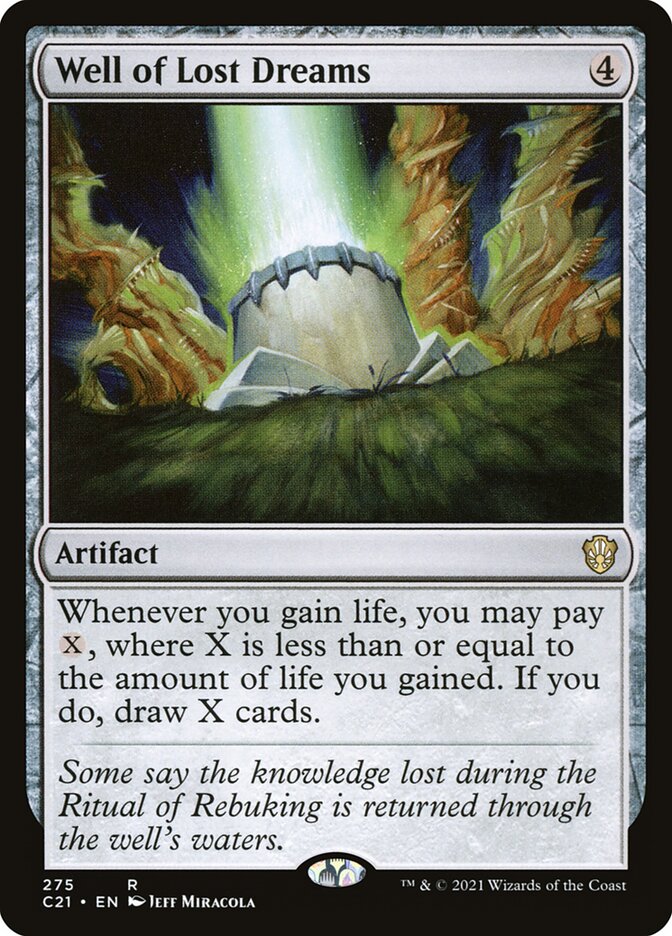 Well of Lost Dreams 4
Artifact
Whenever you gain life, you may pay
X, where X is less than or equal to
the amount of life you gained. If you
do, draw X cards.
Some say the knowledge lost during the
Ritual of Rebuking is returned through
the well's waters.
275 R
C21 • EN Jeff Miracola
™ & © 2021 Wizards of the Coast